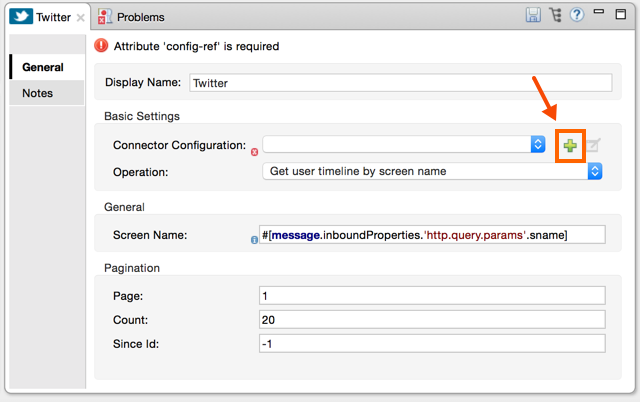 Twitter
Problems
Attribute 'config-ref' is required
General
Notes
Display Name: Twitter
Basic Settings
Connector Configuration:
Operation: Get user timeline by screen name
General
Screen Name: #[message.inboundProperties.'http.query.params'.sname]
Pagination
Page: 1
Count: 20
Since Id: -1